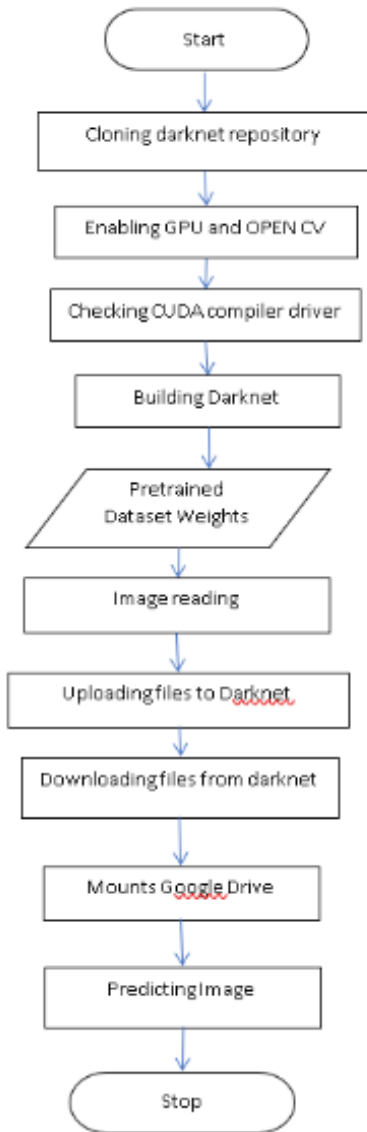 Start
Cloning darknet repository
Enabling GPU and OPEN CV
Checking CUDA compiler driver
Building Darknet
Pretrained
Dataset Weights
Image reading
Uploading files to Darknet
Downloading files from darknet
Mounts Google Drive
Predicting Image
Stop